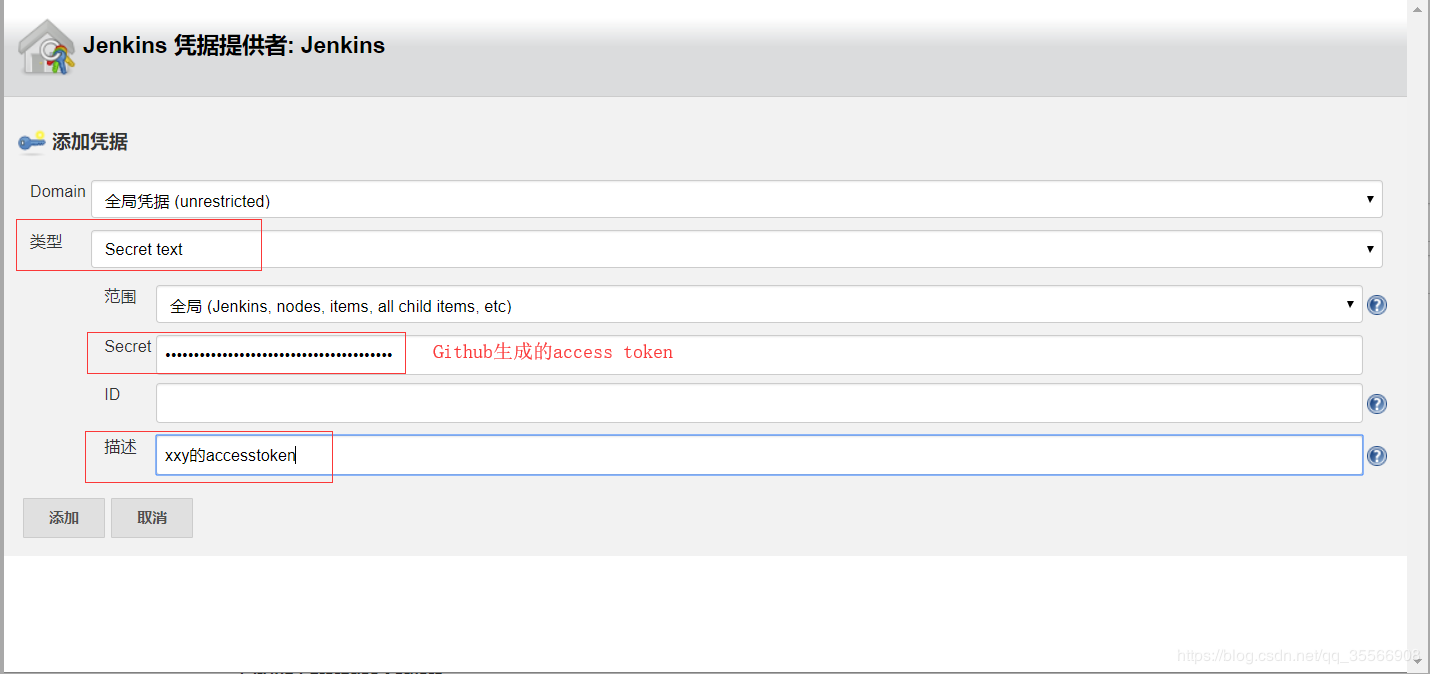 Jenkins 凭据提供者: Jenkins
添加凭据
Domain 全局凭据 (unrestricted)
类型 Secret text
范围 全局 (Jenkins, nodes, items, all child items, etc)
Secret •••••••••••••••••••••••••••••••••••••••• Github生成的access token
ID
描述 xxy的accesstoken
添加 取消
https://blog.csdn.net/qq_35566908